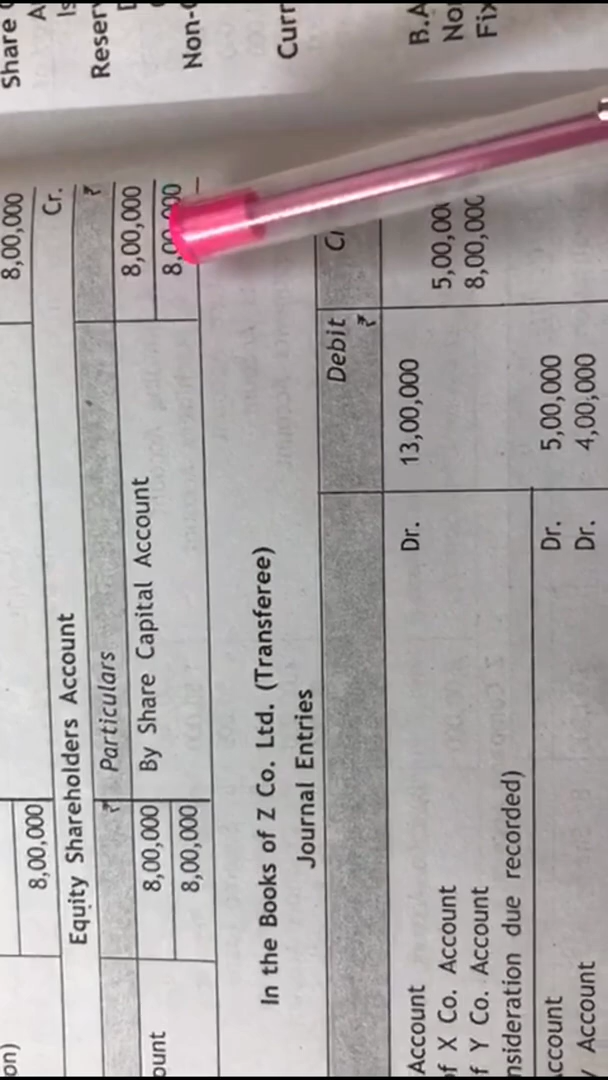 8,00,000
on) 8,00,000
Equity Shareholders Account Cr.
₹ Particulars ₹
ount 8,00,000 By Share Capital Account 8,00,000
8,00,000 8,00,000
In the Books of Z Co. Ltd. (Transferee)
Journal Entries
Debit
₹
Account Dr. 13,00,000
f X Co. Account 5,00,00
f Y Co. Account 8,00,000
nsideration due recorded)
ccount Dr. 5,00,000
Account Dr. 4,00,000
Share
A
Is
Reser
Non-
Curr
B.A
No
Fix